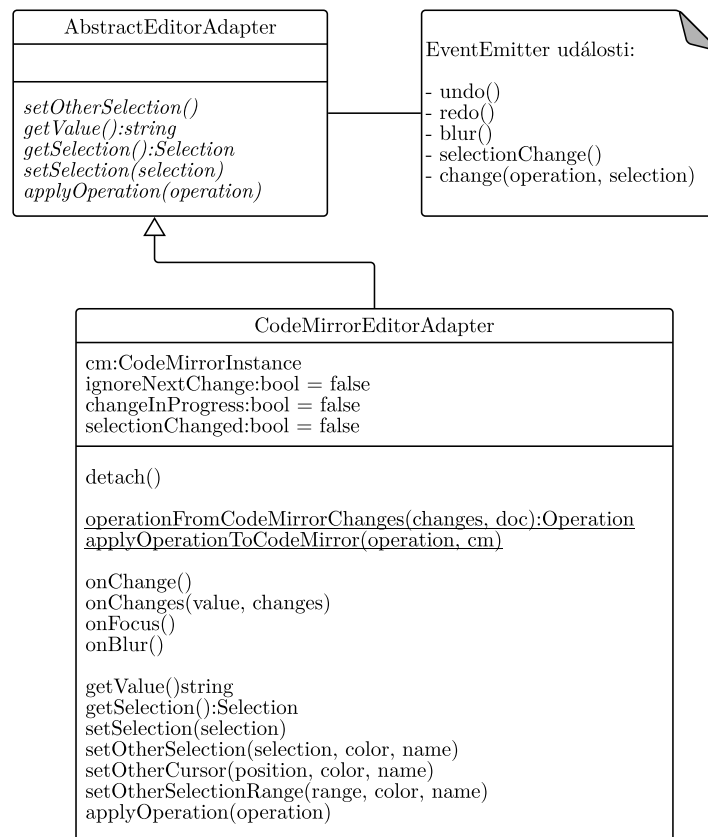 AbstractEditorAdapter
setOtherSelection()
getValue():string
getSelection():Selection
setSelection(selection)
applyOperation(operation)
EventEmitter události:
- undo()
- redo()
- blur()
- selectionChange()
- change(operation, selection)
CodeMirrorEditorAdapter
cm:CodeMirrorInstance
ignoreNextChange:bool = false
changeInProgress:bool = false
selectionChanged:bool = false
detach()
operationFromCodeMirrorChanges(changes, doc):Operation
applyOperationToCodeMirror(operation, cm)
onChange()
onChanges(value, changes)
onFocus()
onBlur()
getValue()string
getSelection():Selection
setSelection(selection)
setOtherSelection(selection, color, name)
setOtherCursor(position, color, name)
setOtherSelectionRange(range, color, name)
applyOperation(operation)